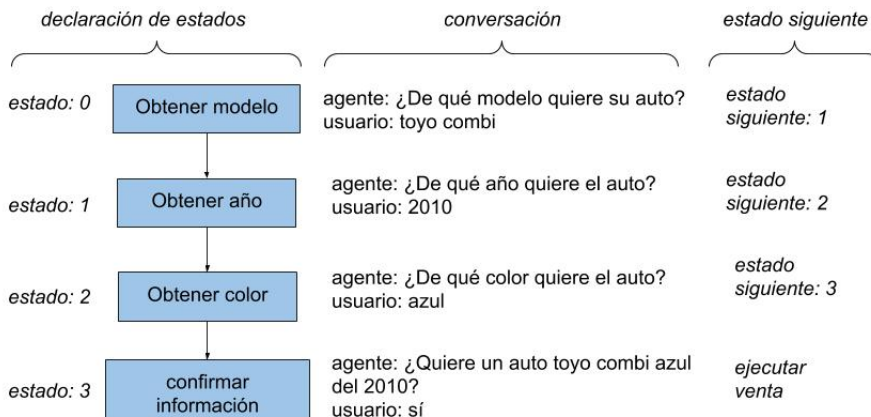 declaración de estados
conversación
estado siguiente
estado: 0
Obtener modelo
agente: ¿De qué modelo quiere su auto?
usuario: toyo combi
estado
siguiente: 1
estado: 1
Obtener año
agente: ¿De qué año quiere el auto?
usuario: 2010
estado
siguiente: 2
estado: 2
Obtener color
agente: ¿De qué color quiere el auto?
usuario: azul
estado
siguiente: 3
estado: 3
confirmar
información
agente: ¿Quiere un auto toyo combi azul
del 2010?
usuario: sí
ejecutar
venta